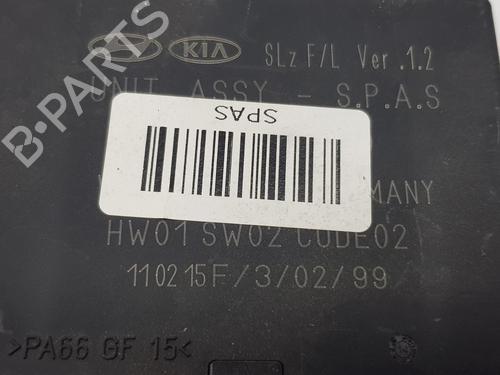 B-PARTS
KIA SLz F/L Ver .1.2
UNIT ASSY - S.P.A.S
SPAS
HW01 SW02 CODE02
110215F/3/02/99
>PA66 GF 15<